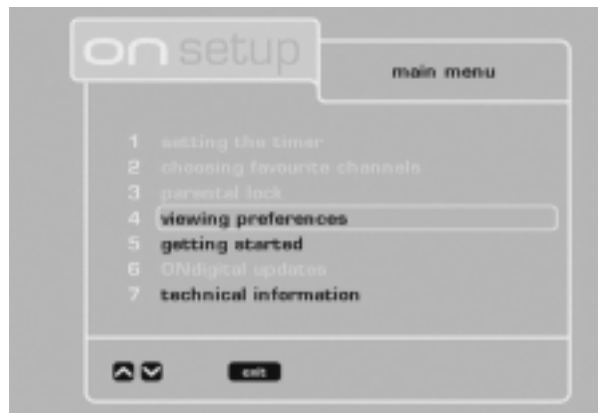 on setup
main menu
1 setting the timer
2 choosing favourite channels
3 parental lock
4 viewing preferences
5 getting started
6 ONdigital updates
7 technical information
exit